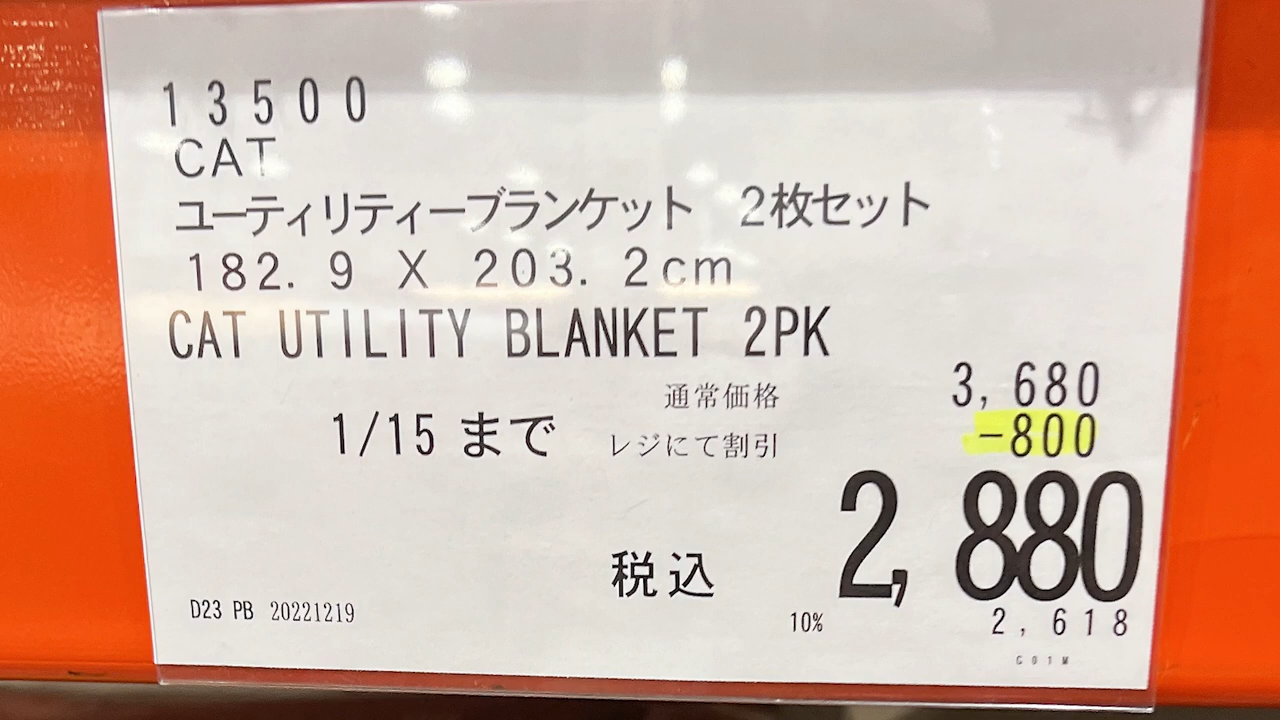 13500
CAT
ユーティリティーブランケット 2枚セット
182.9 X 203.2cm
CAT UTILITY BLANKET 2PK
通常価格 3,680
1/15 まで レジにて割引 -800
税込 2,880
D23 PB 20221219 10% 2,618
G01M